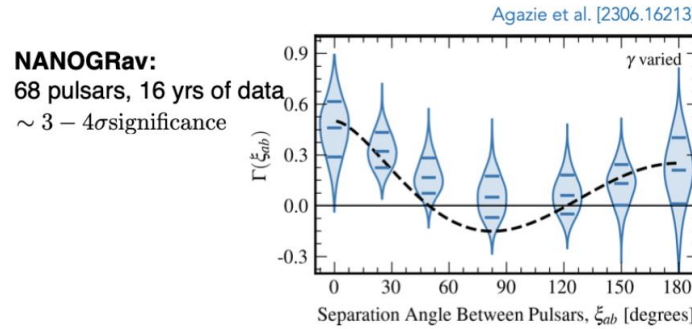 Agazie et al. [2306.16213
NANOGRav:
68 pulsars, 16 yrs of data
∼ 3 − 4σsignificance
γ varied
Γ(ξab)
0.9
0.6
0.3
0.0
-0.3
0 30 60 90 120 150 180
Separation Angle Between Pulsars, ξab [degrees]